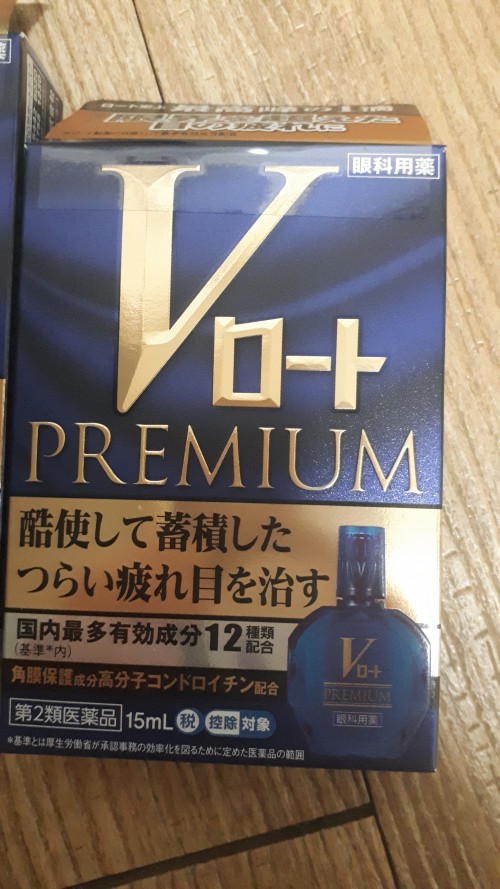 眼科用薬
Vロート
PREMIUM
酷使して蓄積した
つらい疲れ目を治す
国内最多有効成分12種類配合
(基準*内)
角膜保護成分高分子コンドロイチン配合
第2類医薬品 15mL 税 控除 対象
*基準とは厚生労働省が承認事務の効率化を図るために定めた医薬品の範囲
Vロート
PREMIUM
眼科用薬